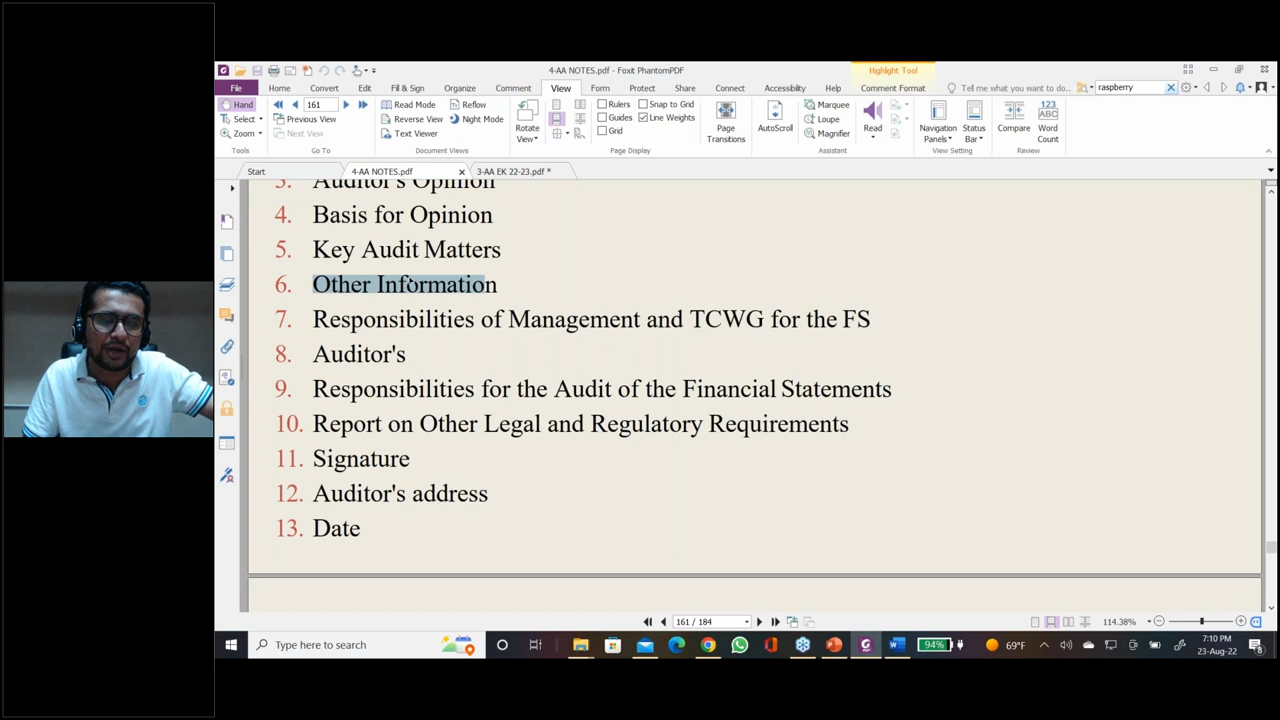 4-AA NOTES.pdf - Foxit PhantomPDF
Highlight Tool
File Home Convert Edit Fill & Sign Organize Comment View Form Protect Share Connect Accessibility Help Comment Format Tell me what you want... raspberry
Hand 161 Read Mode Reflow Rulers Snap to Grid Marquee
Select Previous View Reverse View Night Mode Guides Line Weights Loupe
Zoom Next View Text Viewer Grid Magnifier
Rotate View Page Transitions AutoScroll Read Navigation Panels Status Bar Compare 123 ABC Word Count
Tools Go To Document Views Page Display Assistant View Setting Review
Start 4-AA NOTES.pdf 3-AA EK 22-23.pdf *
3. Auditor's Opinion
4. Basis for Opinion
5. Key Audit Matters
6. Other Information
7. Responsibilities of Management and TCWG for the FS
8. Auditor's
9. Responsibilities for the Audit of the Financial Statements
10. Report on Other Legal and Regulatory Requirements
11. Signature
12. Auditor's address
13. Date
161 / 184 114.38%
Type here to search 94% 69°F 7:10 PM
23-Aug-22